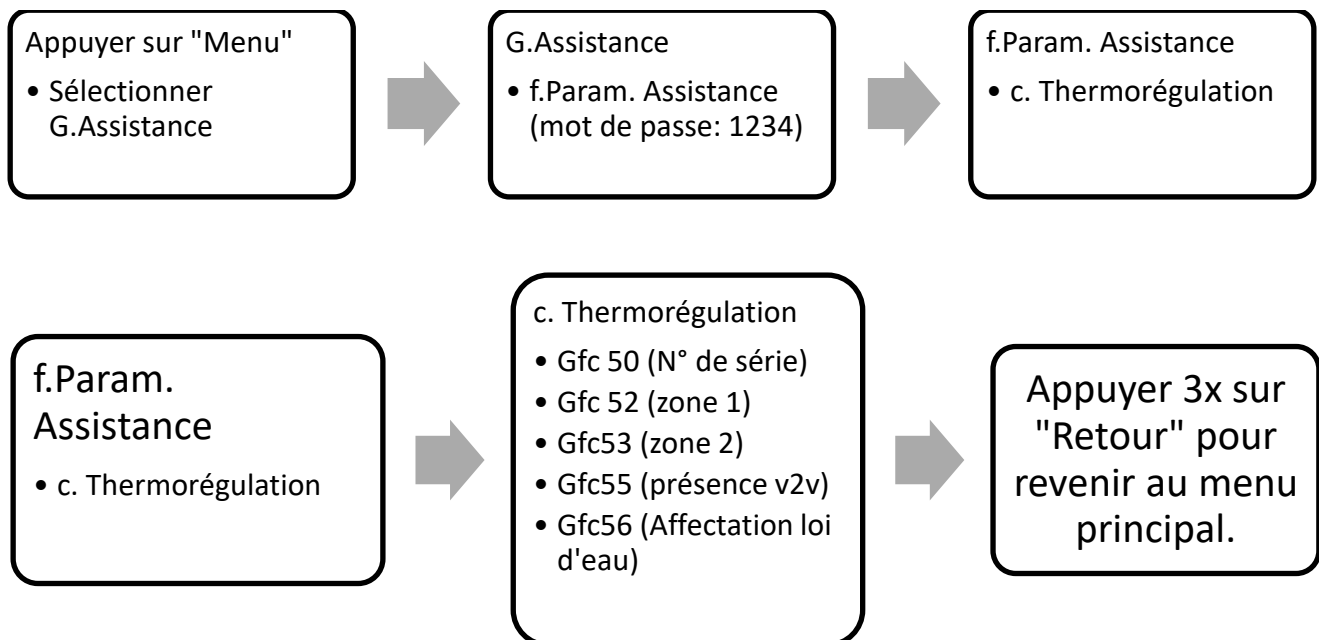 Appuyer sur "Menu"
• Sélectionner
G.Assistance
G.Assistance
• f.Param. Assistance
(mot de passe: 1234)
f.Param. Assistance
• c. Thermorégulation
f.Param.
Assistance
• c. Thermorégulation
c. Thermorégulation
• Gfc 50 (N° de série)
• Gfc 52 (zone 1)
• Gfc53 (zone 2)
• Gfc55 (présence v2v)
• Gfc56 (Affectation loi
d'eau)
Appuyer 3x sur
"Retour" pour
revenir au menu
principal.